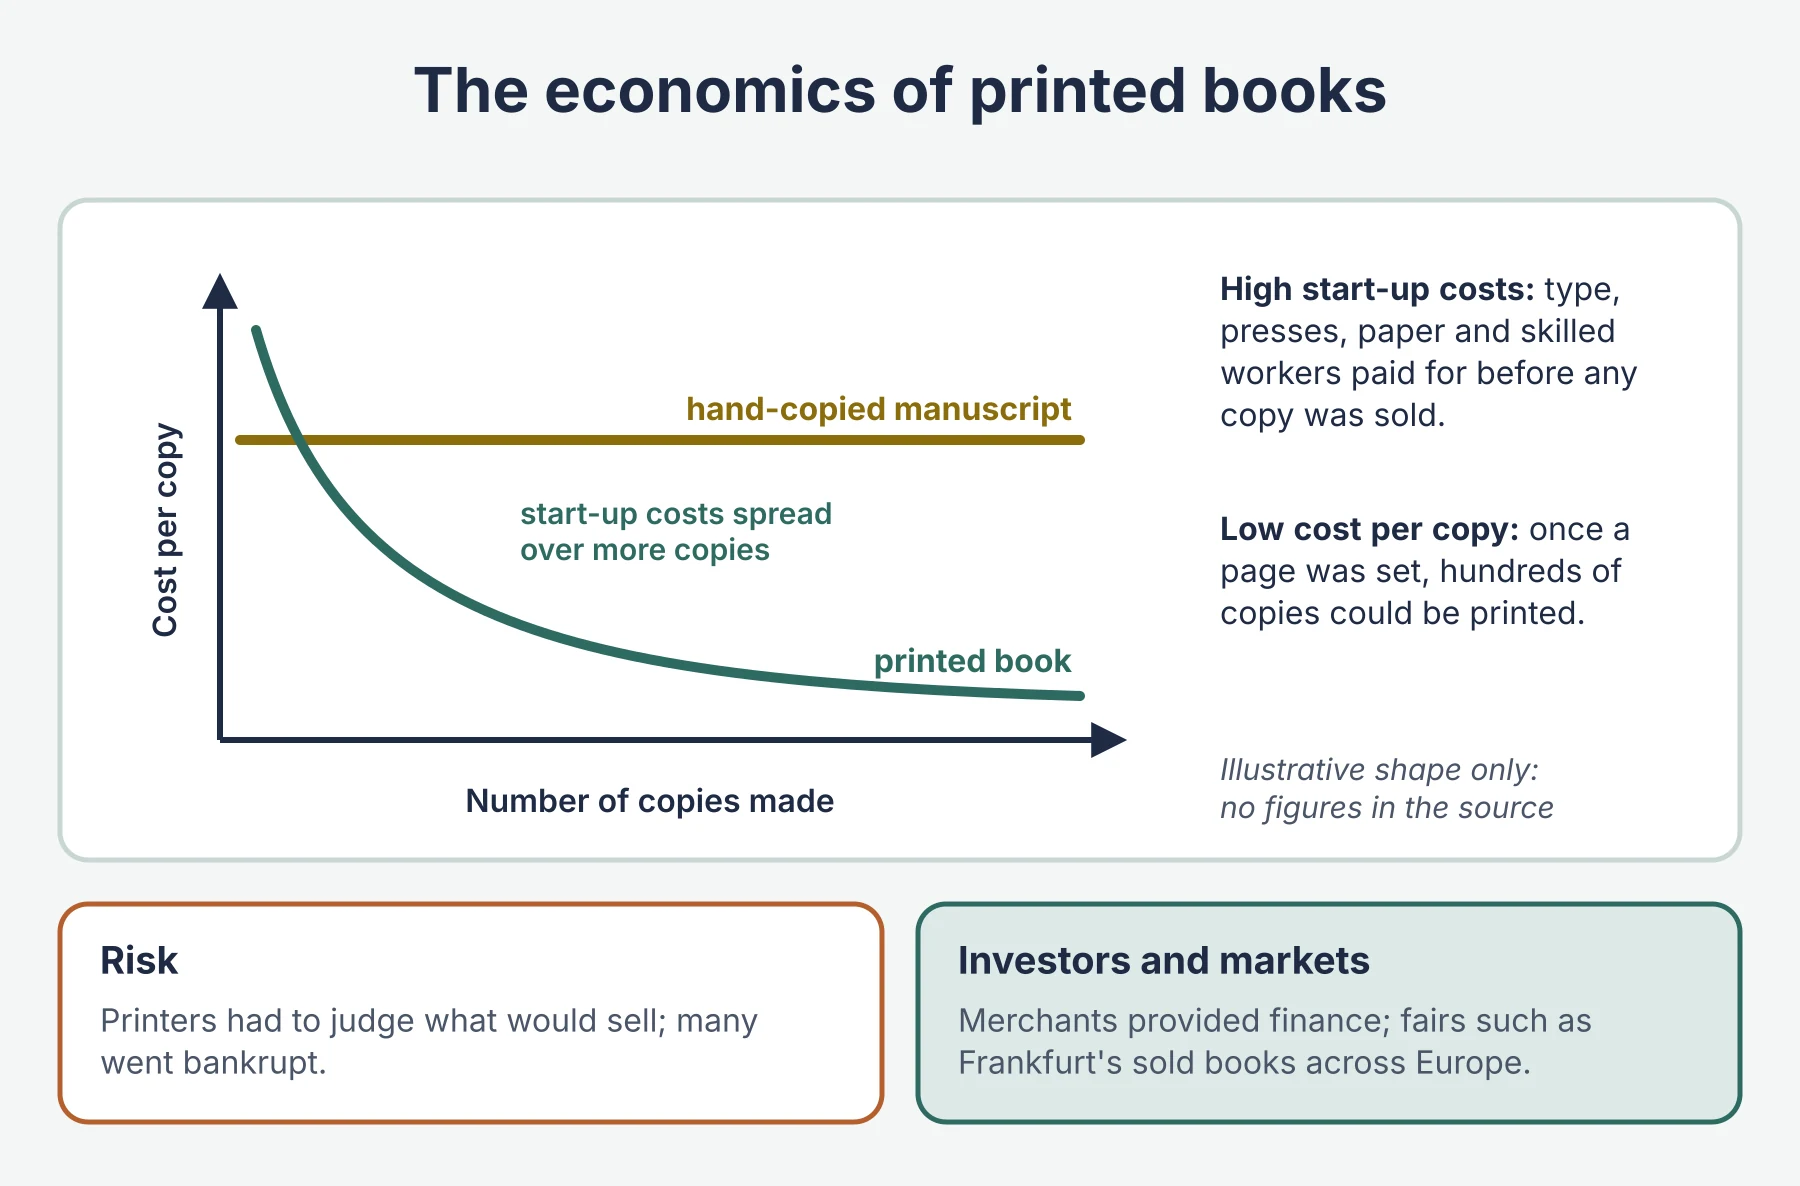 The economics of printed books
Cost per copy
hand-copied manuscript
start-up costs spread
over more copies
printed book
Number of copies made
High start-up costs: type,
presses, paper and skilled
workers paid for before any
copy was sold.
Low cost per copy: once a
page was set, hundreds of
copies could be printed.
Illustrative shape only:
no figures in the source
Risk
Printers had to judge what would sell; many
went bankrupt.
Investors and markets
Merchants provided finance; fairs such as
Frankfurt's sold books across Europe.